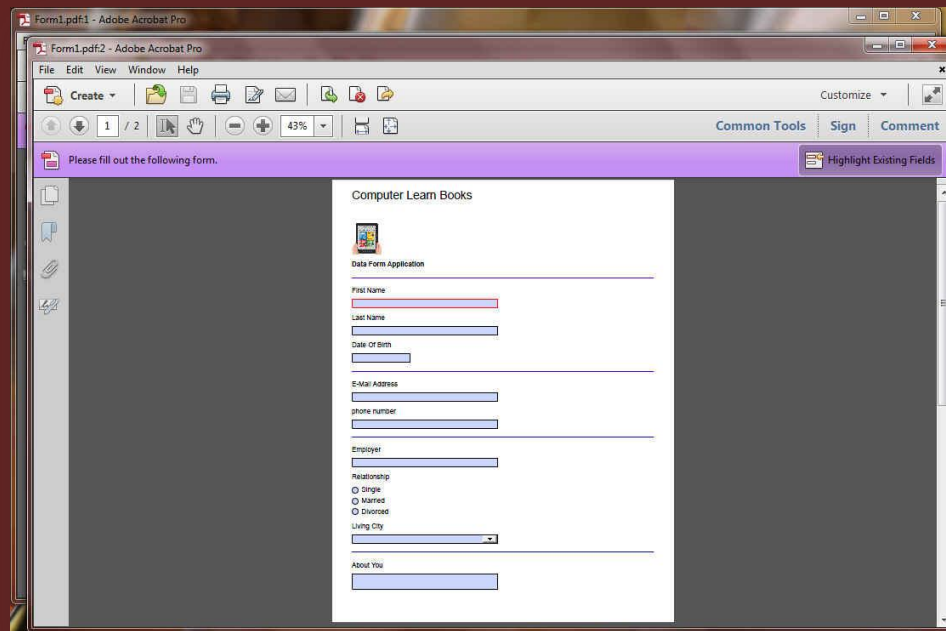 Form1.pdf:1 - Adobe Acrobat Pro
Form1.pdf:2 - Adobe Acrobat Pro
File Edit View Window Help
Create Customize
1 / 2 43% Common Tools Sign Comment
Please fill out the following form. Highlight Existing Fields
Computer Learn Books
Data Form Application
First Name
Last Name
Date Of Birth
E-Mail Address
phone number
Employer
Relationship
Single
Married
Divorced
Living City
About You